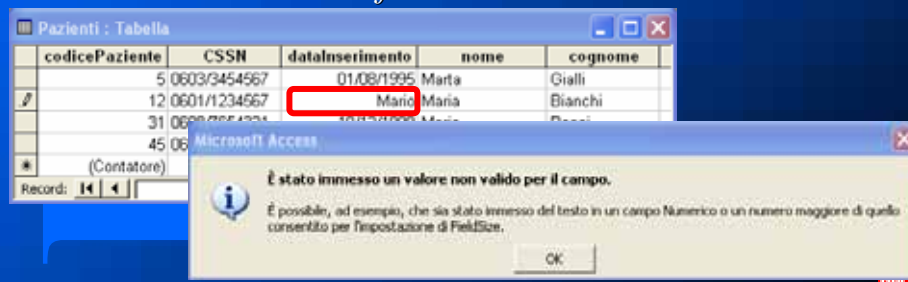 Pazienti : Tabella
codicePaziente CSSN dataInserimento nome cognome
5 0603/3454567 01/08/1995 Marta Gialli
12 0601/1234567 Mario Maria Bianchi
31
45 06
(Contatore)
Record:
Microsoft Access
È stato immesso un valore non valido per il campo.
È possibile, ad esempio, che sia stato immesso del testo in un campo Numerico o un numero maggiore di quello
consentito per l'impostazione di FieldSize.
OK